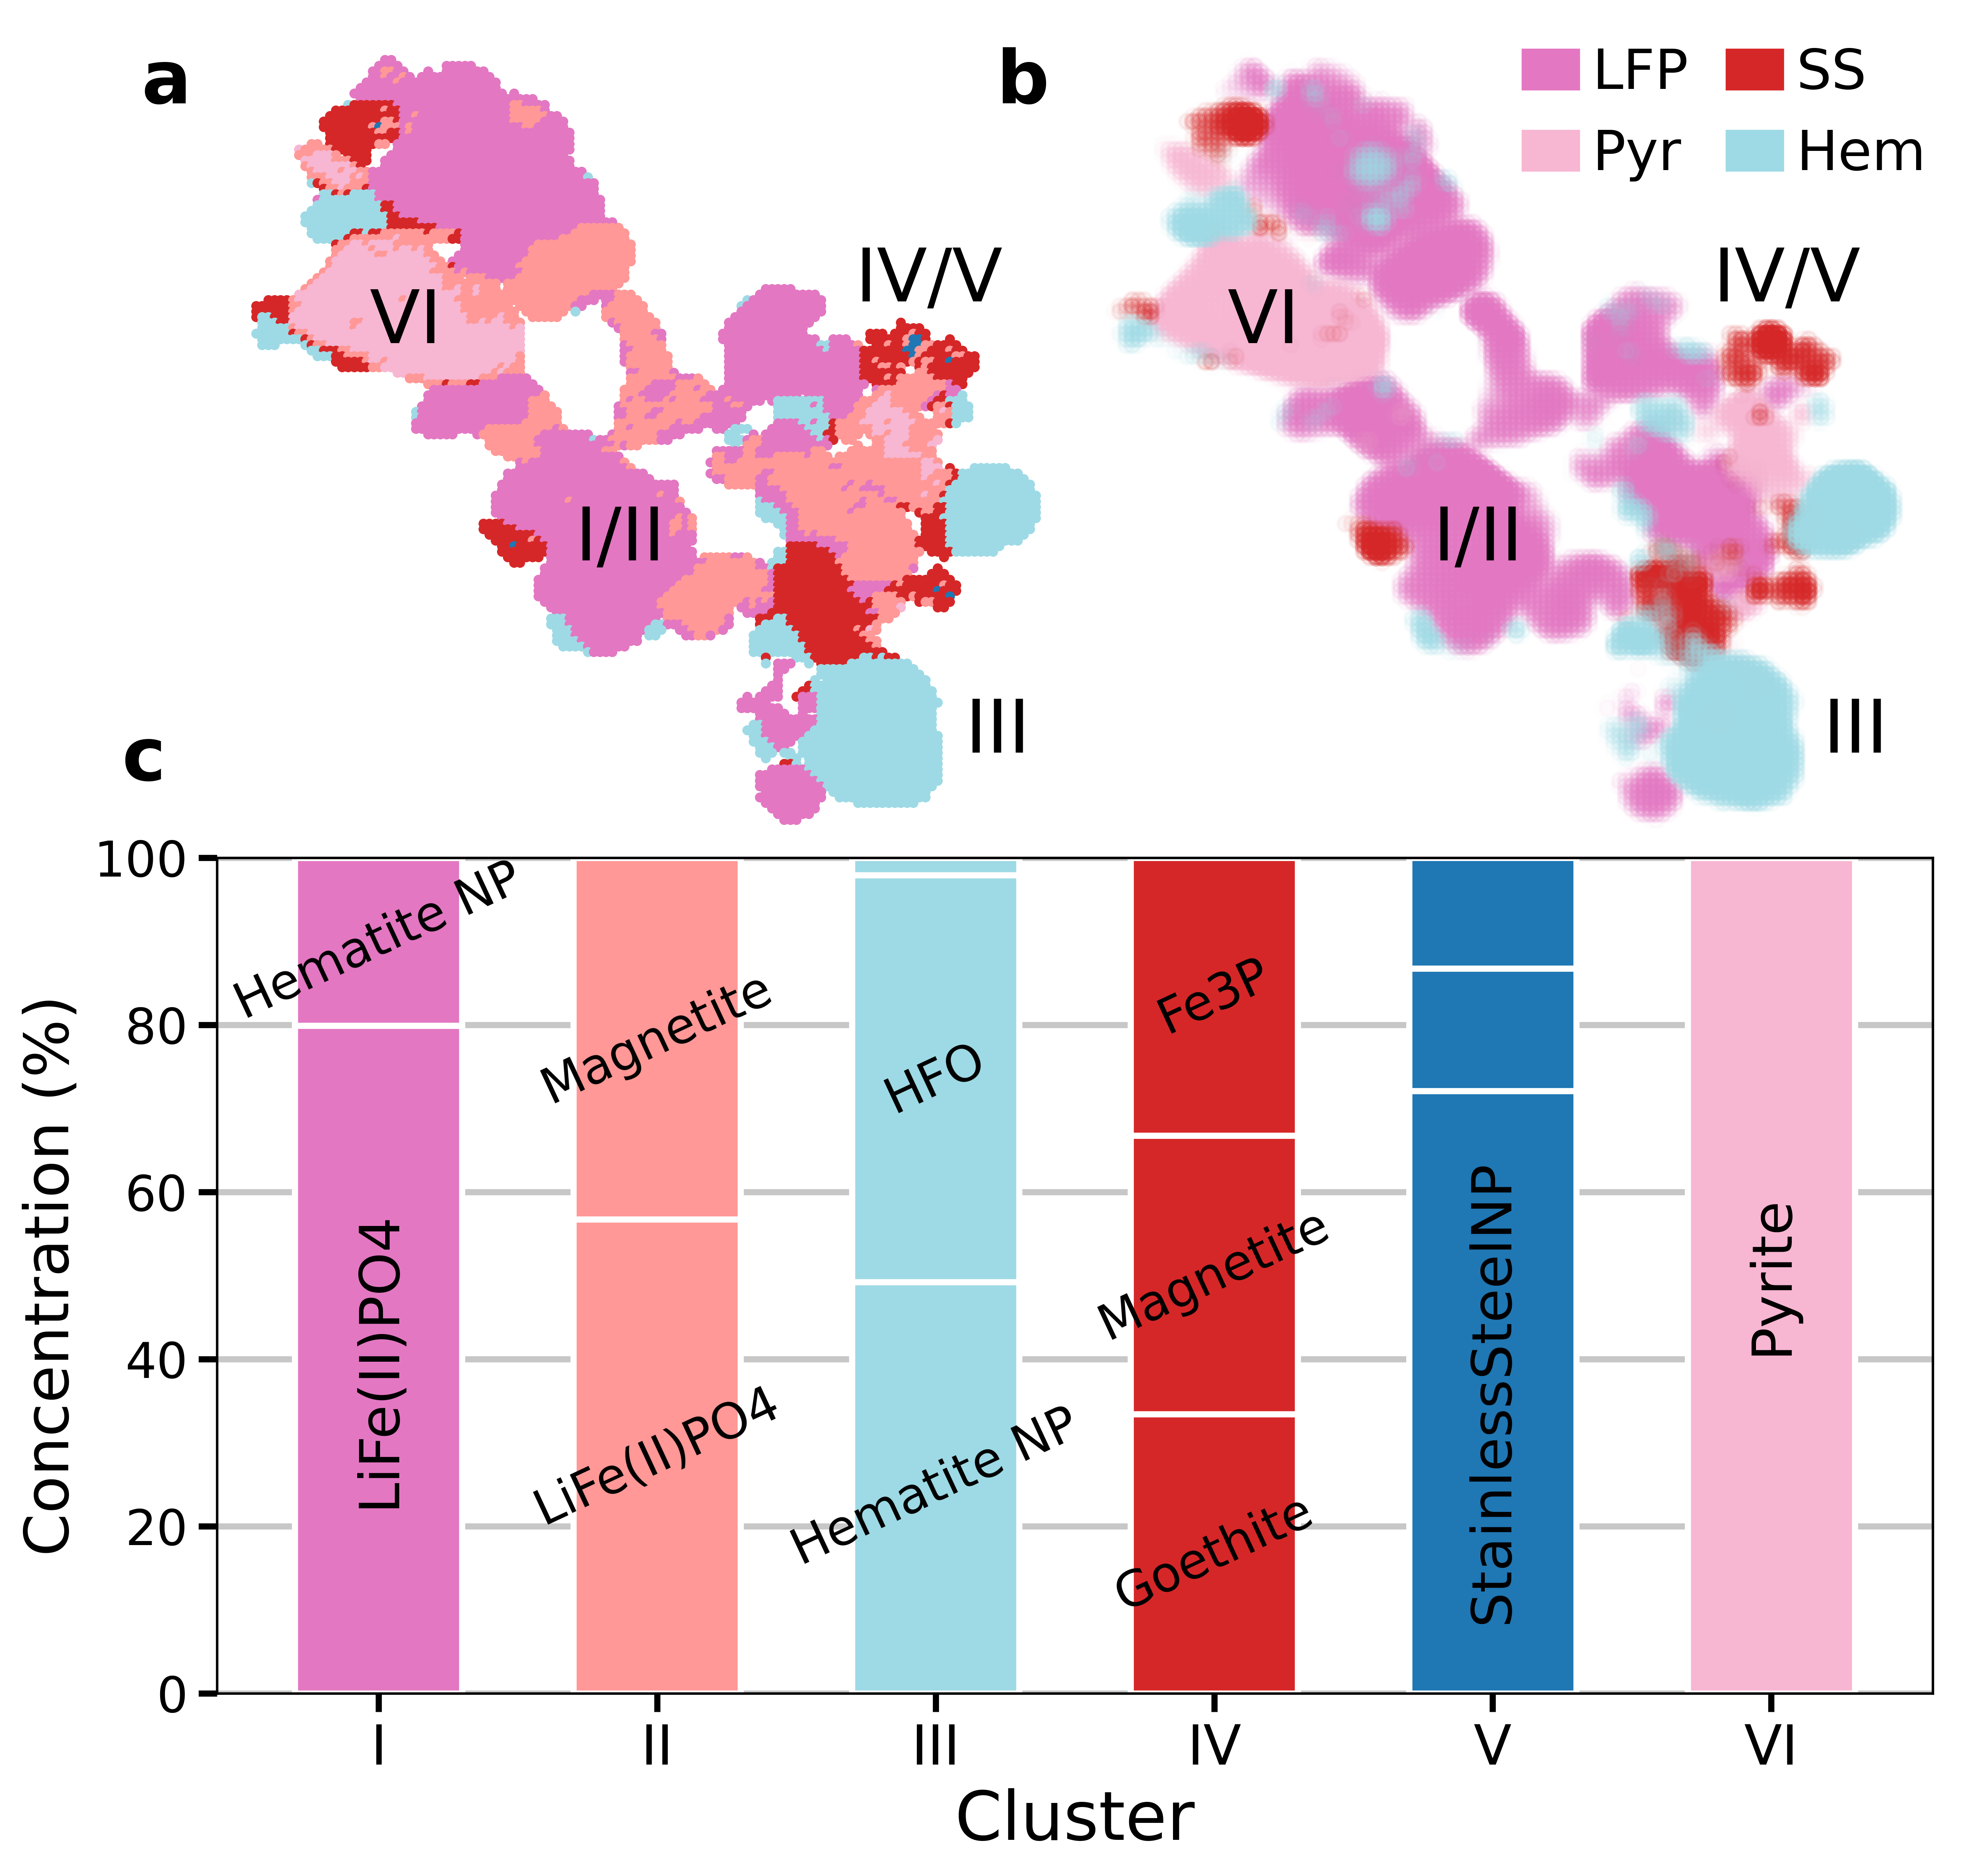 a
b
LFP
SS
Pyr
Hem
IV/V
IV/V
VI
VI
I/II
I/II
III
III
c
Concentration (%)
100
80
60
40
20
0
Hematite NP
LiFe(II)PO4
Magnetite
LiFe(II)PO4
HFO
Hematite NP
Fe3P
Magnetite
Goethite
StainlessSteelNP
Pyrite
I
II
III
IV
V
VI
Cluster